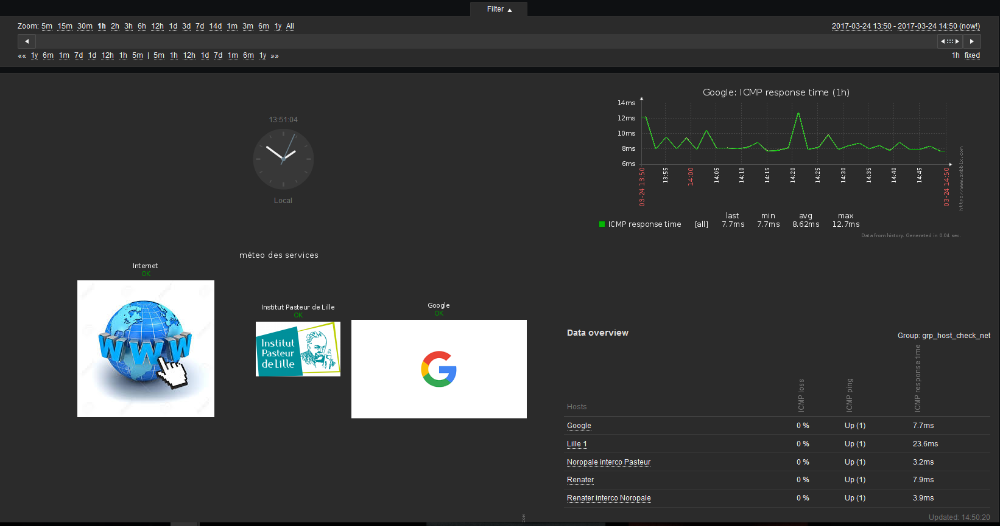 Filter ▲
Zoom: 5m 15m 30m 1h 2h 3h 6h 12h 1d 3d 7d 14d 1m 3m 6m 1y All
2017-03-24 13:50 - 2017-03-24 14:50 (now!)
«« 1y 6m 1m 7d 1d 12h 1h 5m | 5m 1h 12h 1d 7d 1m 6m 1y »»
1h fixed
13:51:04
Local
Google: ICMP response time (1h)
14ms
12ms
10ms
8ms
6ms
03-24 13:50
13:55
14:00
14:05
14:10
14:15
14:20
14:25
14:30
14:35
14:40
14:45
03-24 14:50
http://www.zabbix.com
last min avg max
ICMP response time [all] 7.7ms 7.7ms 8.62ms 12.7ms
Data from history. Generated in 0.04 sec.
méteo des services
Internet
OK
WWW
Institut Pasteur de Lille
OK
Institut
Pasteur
de Lille
Google
OK
G
Data overview
Group: grp_host_check_net
Hosts ICMP loss ICMP ping ICMP response time
Google 0 % Up (1) 7.7ms
Lille 1 0 % Up (1) 23.6ms
Noropale interco Pasteur 0 % Up (1) 3.2ms
Renater 0 % Up (1) 7.9ms
Renater interco Noropale 0 % Up (1) 3.9ms
Updated: 14:50:20